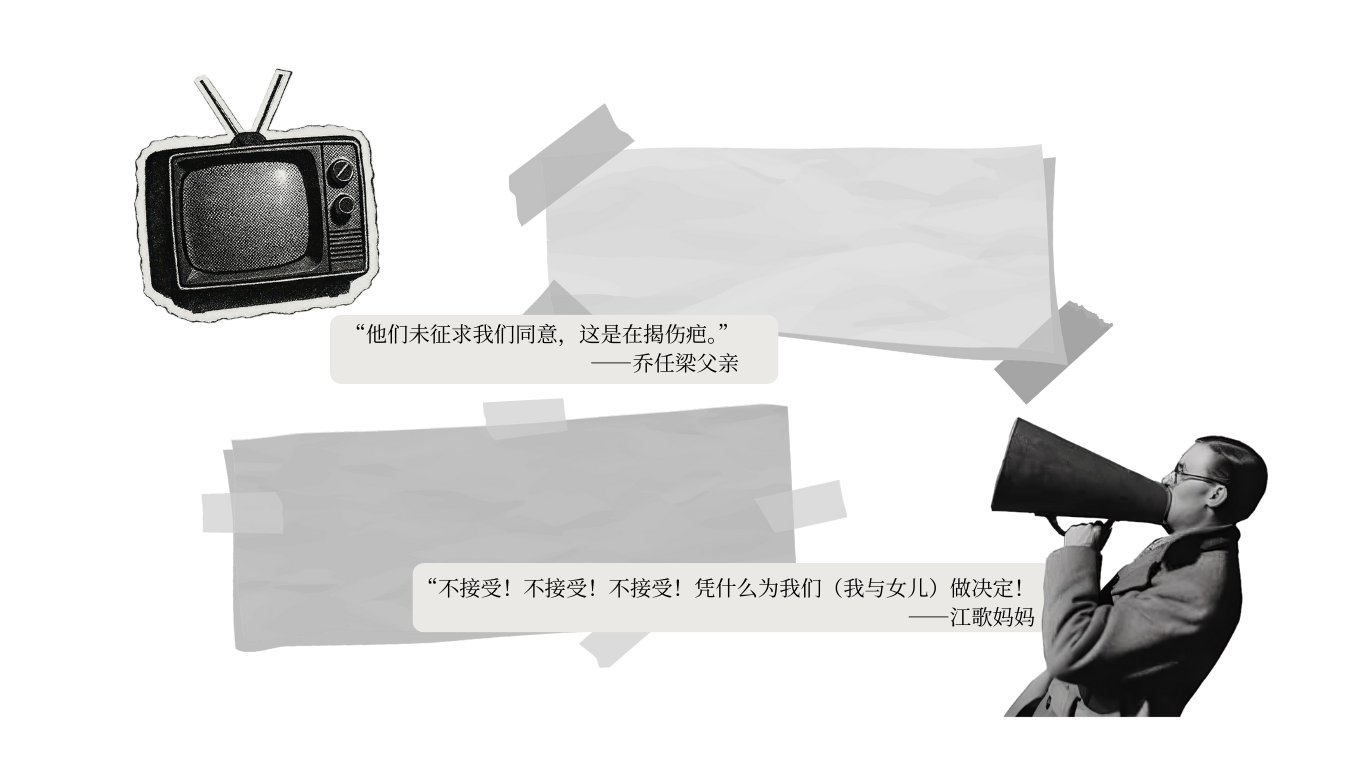 “他们未征求我们同意，这是在揭伤疤。”
——乔任梁父亲
“不接受！不接受！不接受！凭什么为我们（我与女儿）做决定！
——江歌妈妈